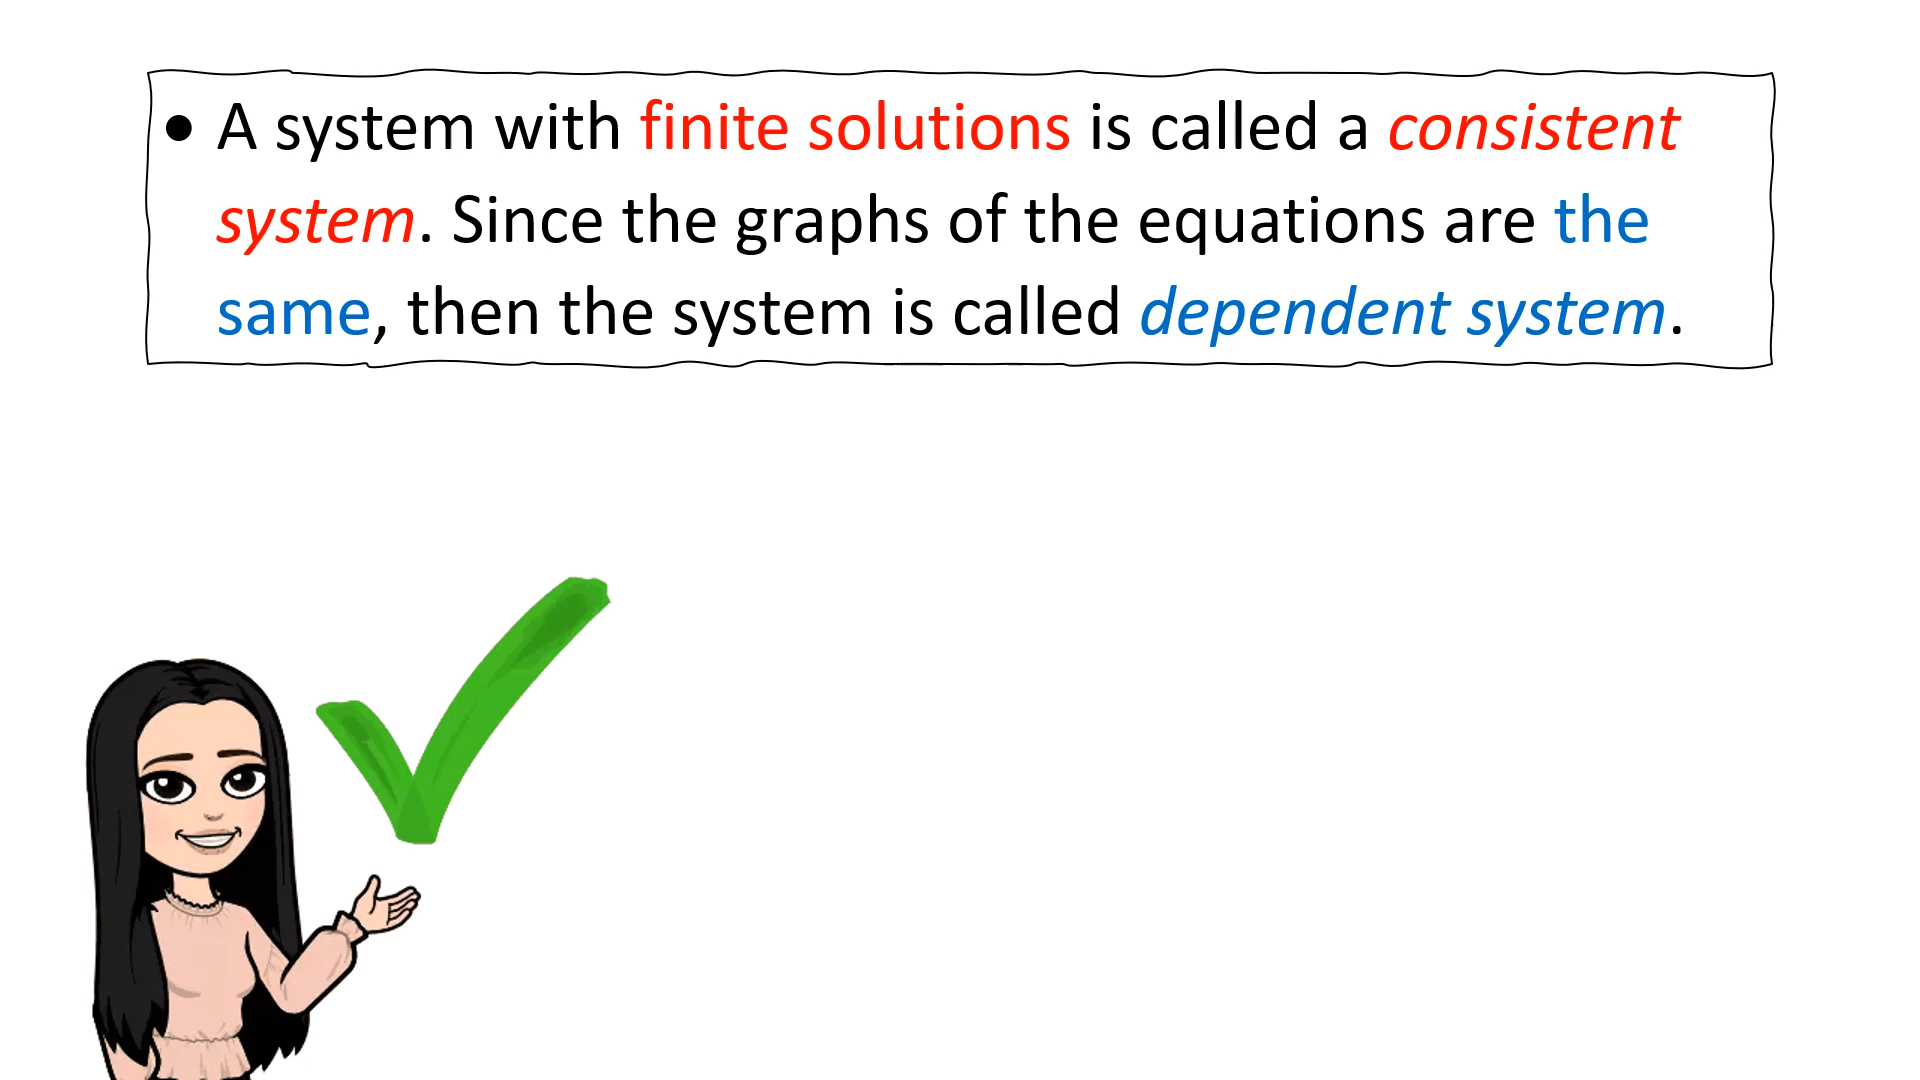 • A system with finite solutions is called a consistent
system. Since the graphs of the equations are the
same, then the system is called dependent system.